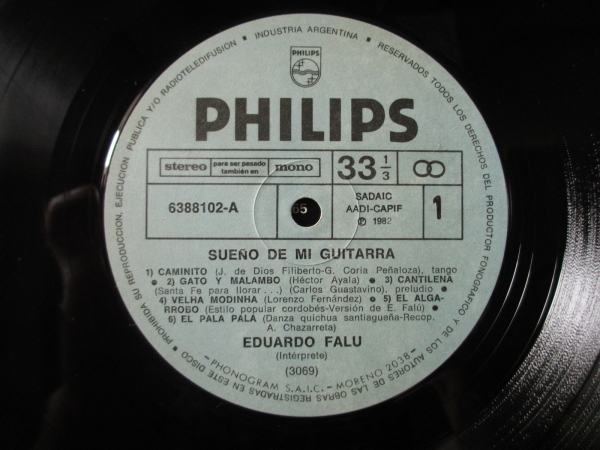 INDUSTRIA ARGENTINA
RESERVADOS TODOS LOS DERECHOS DEL PRODUCTOR FONOGRAFICO Y DE LOS AUTORES DE LAS OBRAS REGISTRADAS EN ESTE DISCO • PROHIBIDA SU REPRODUCCION, EJECUCION PUBLICA Y/O RADIOTELEDIFUSION •
PHILIPS
PHILIPS
stereo para ser pasado también en mono 33 1/3
6388102-A
SADAIC
AADI-CAPIF
℗ 1982
1
SUEÑO DE MI GUITARRA
1) CAMINITO (J. de Dios Filiberto-G. Coria Peñaloza), tango
• 2) GATO Y MALAMBO (Héctor Ayala) • 3) CANTILENA
(Santa Fe para llorar...) (Carlos Guastavino), preludio •
4) VELHA MODINHA (Lorenzo Fernández) • 5) EL ALGA-
RROBO (Estilo popular cordobés-Versión de E. Falú) •
6) EL PALA PALA (Danza quichua santiagueña-Recop.
A. Chazarreta)
EDUARDO FALU
(Intérprete)
(3069)
-PHONOGRAM S.A.I.C.- MORENO 2038-